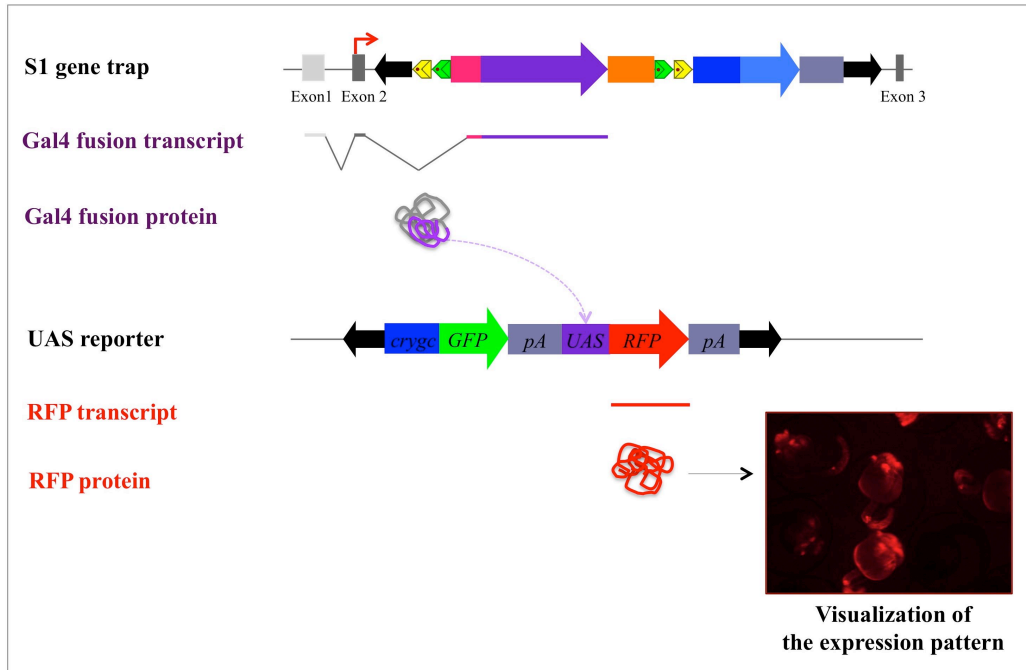 S1 gene trap
Exon1 Exon 2 Exon 3
Gal4 fusion transcript
Gal4 fusion protein
UAS reporter
crygc GFP pA UAS RFP pA
RFP transcript
RFP protein
Visualization of
the expression pattern